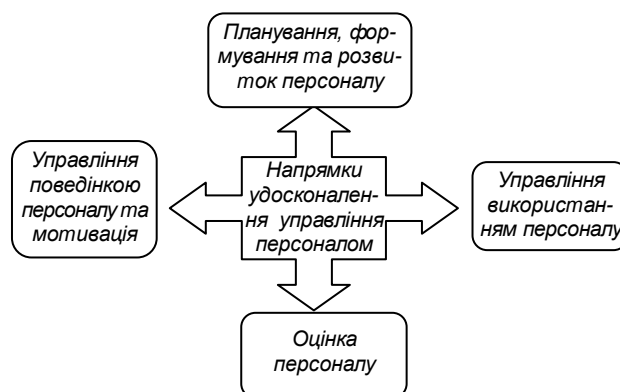 Планування, фор-
мування та розви-
ток персоналу
Управління
поведінкою
персоналу та
мотивація
Напрямки
удосконален-
ня управління
персоналом
Управління
використан-
ням персоналу
Оцінка
персоналу